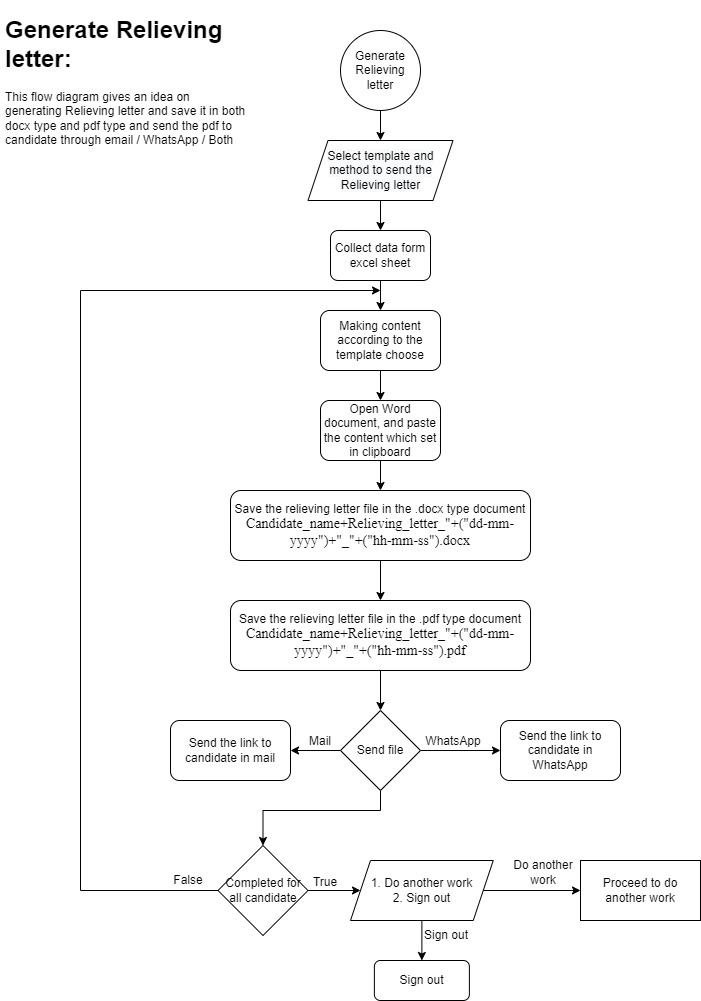 Generate Relieving
letter:
This flow diagram gives an idea on
generating Relieving letter and save it in both
docx type and pdf type and send the pdf to
candidate through email / WhatsApp / Both
Generate
Relieving
letter
Select template and
method to send the
Relieving letter
Collect data form
excel sheet
Making content
according to the
template choose
Open Word
document, and paste
the content which set
in clipboard
Save the relieving letter file in the .docx type document
Candidate_name+Relieving_letter_"+("dd-mm-
yyyy")+"_"+("hh-mm-ss").docx
Save the relieving letter file in the .pdf type document
Candidate_name+Relieving_letter_"+("dd-mm-
yyyy")+"_"+("hh-mm-ss").pdf
Send the link to
candidate in mail
Mail
Send file
WhatsApp
Send the link to
candidate in
WhatsApp
False
Completed for
all candidate
True
1. Do another work
2. Sign out
Do another
work
Proceed to do
another work
Sign out
Sign out